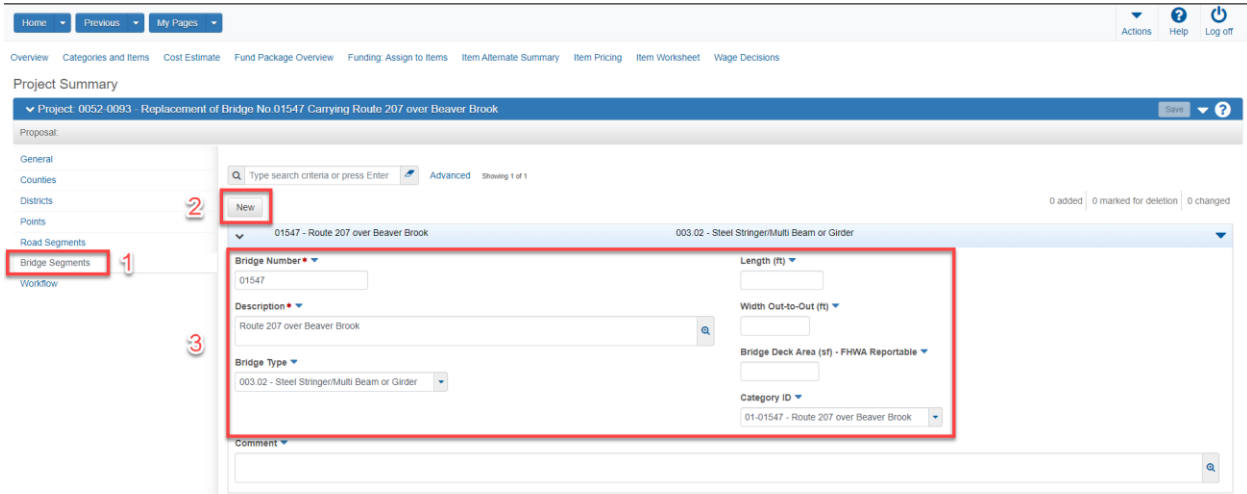 Home Previous My Pages
Actions Help Log off
Overview Categories and Items Cost Estimate Fund Package Overview Funding: Assign to Items Item Alternate Summary Item Pricing Item Worksheet Wage Decisions
Project Summary
Project: 0052-0093 - Replacement of Bridge No.01547 Carrying Route 207 over Beaver Brook Save ?
Proposal:
General
Counties
Districts
Points
Road Segments
Bridge Segments 1
Workflow
Type search criteria or press Enter Advanced Showing 1 of 1
2 New 0 added 0 marked for deletion 0 changed
01547 - Route 207 over Beaver Brook 003.02 - Steel Stringer/Multi Beam or Girder
3
Bridge Number* Length (ft)
01547
Description* Width Out-to-Out (ft)
Route 207 over Beaver Brook
Bridge Type Bridge Deck Area (sf) - FHWA Reportable
003.02 - Steel Stringer/Multi Beam or Girder
Category ID
01-01547 - Route 207 over Beaver Brook
Comment